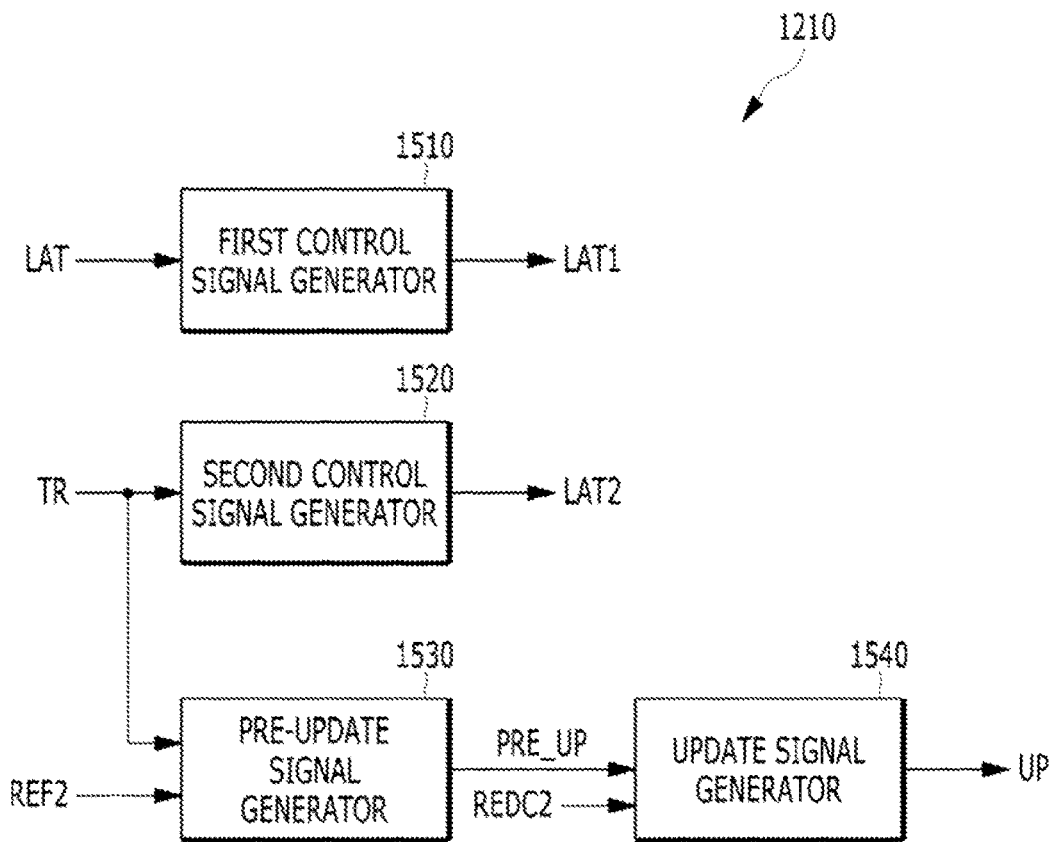 1210
1510
LAT
FIRST CONTROL
SIGNAL GENERATOR
LAT1
1520
TR
SECOND CONTROL
SIGNAL GENERATOR
LAT2
1530
1540
PRE-UPDATE
SIGNAL
GENERATOR
REF2
PRE_UP
REDC2
UPDATE SIGNAL
GENERATOR
UP